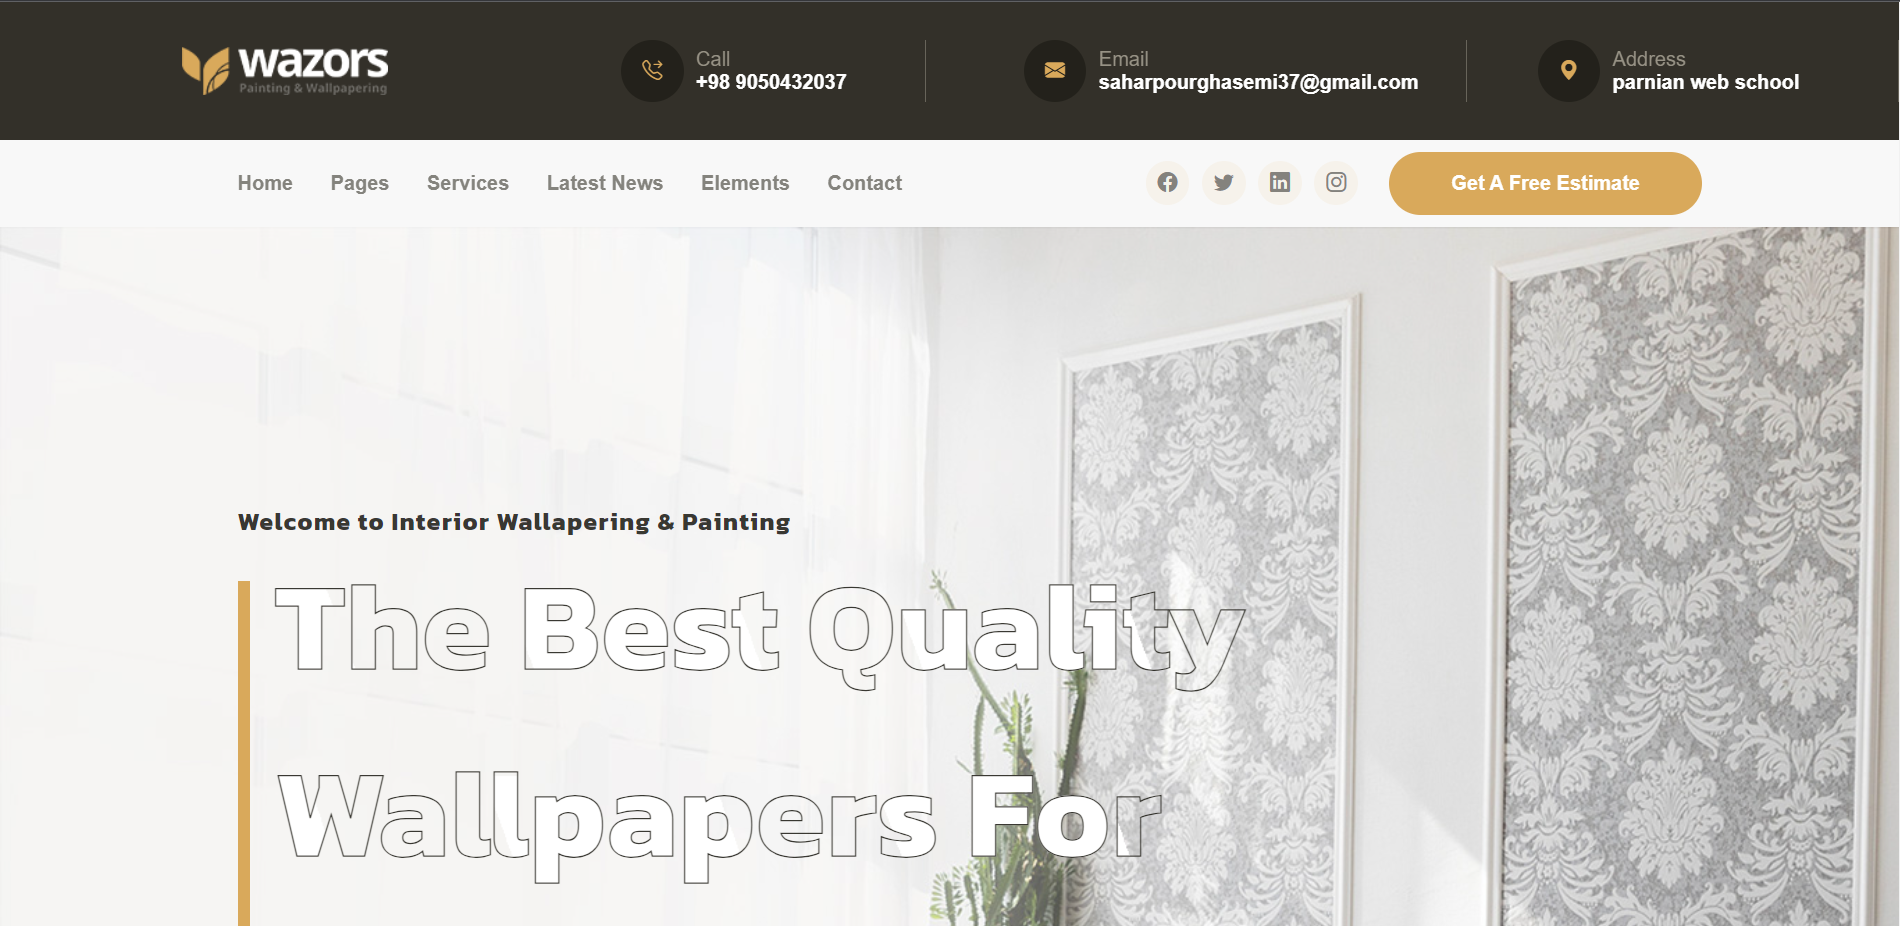 wazors
Painting & Wallpapering
Call
+98 9050432037
Email
saharpourghasemi37@gmail.com
Address
parnian web school
Home Pages Services Latest News Elements Contact
Get A Free Estimate
Welcome to Interior Wallapering & Painting
The Best Quality
Wallpapers For